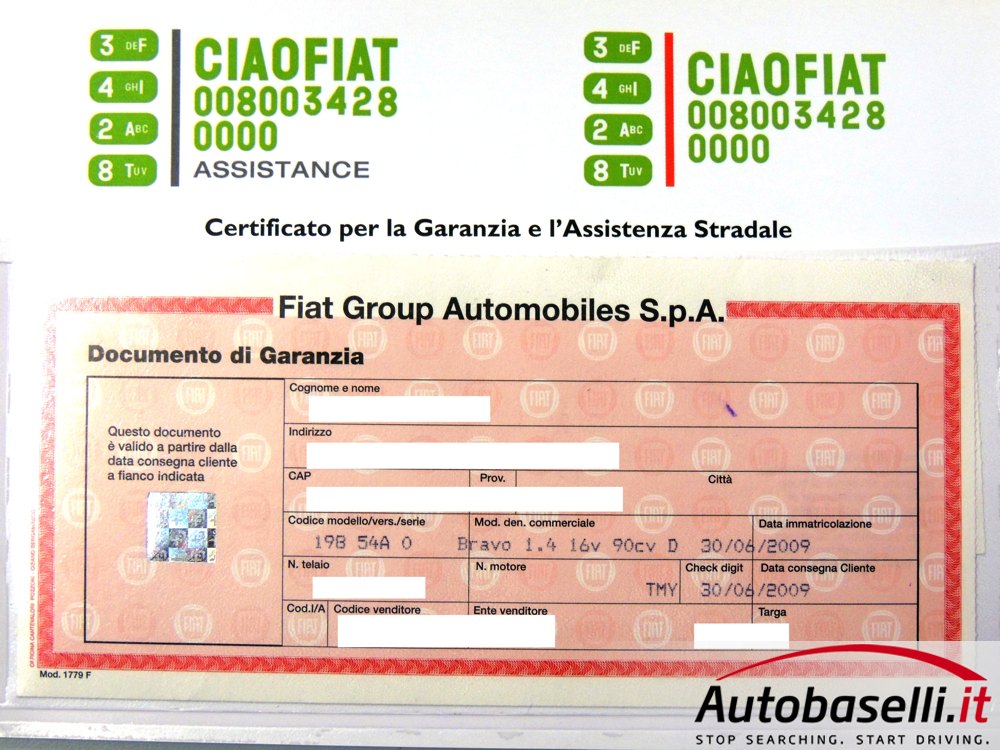 3 DEF
4 GHI
2 ABC
8 TUV
CIAOFIAT
008003428
0000
ASSISTANCE
3 DEF
4 GHI
2 ABC
8 TUV
CIAOFIAT
008003428
0000
Certificato per la Garanzia e l'Assistenza Stradale
Fiat Group Automobiles S.p.A.
Documento di Garanzia
Questo documento
è valido a partire dalla
data consegna cliente
a fianco indicata
Cognome e nome
Indirizzo
CAP Prov. Città
Codice modello/vers./serie Mod. den. commerciale Data immatricolazione
198 54A 0 Bravo 1.4 16v 90cv D 30/06/2009
N. telaio N. motore Check digit Data consegna Cliente
TMY 30/06/2009
Cod.I/A Codice venditore Ente venditore Targa
Mod. 1779 F
Autobaselli.it
STOP SEARCHING. START DRIVING.